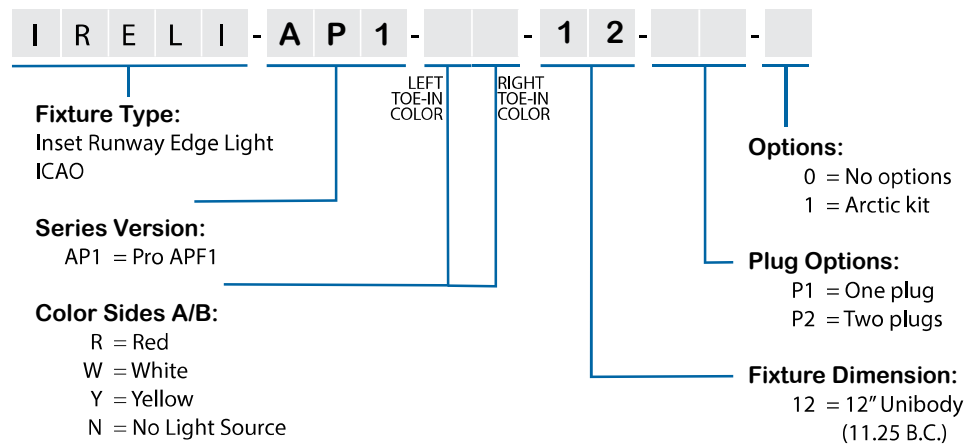 I R E L I - A P 1 - - 1 2 - -
LEFT
TOE-IN
COLOR
RIGHT
TOE-IN
COLOR
Fixture Type:
Inset Runway Edge Light
ICAO
Series Version:
AP1 = Pro APF1
Color Sides A/B:
R = Red
W = White
Y = Yellow
N = No Light Source
Options:
0 = No options
1 = Arctic kit
Plug Options:
P1 = One plug
P2 = Two plugs
Fixture Dimension:
12 = 12” Unibody
(11.25 B.C.)